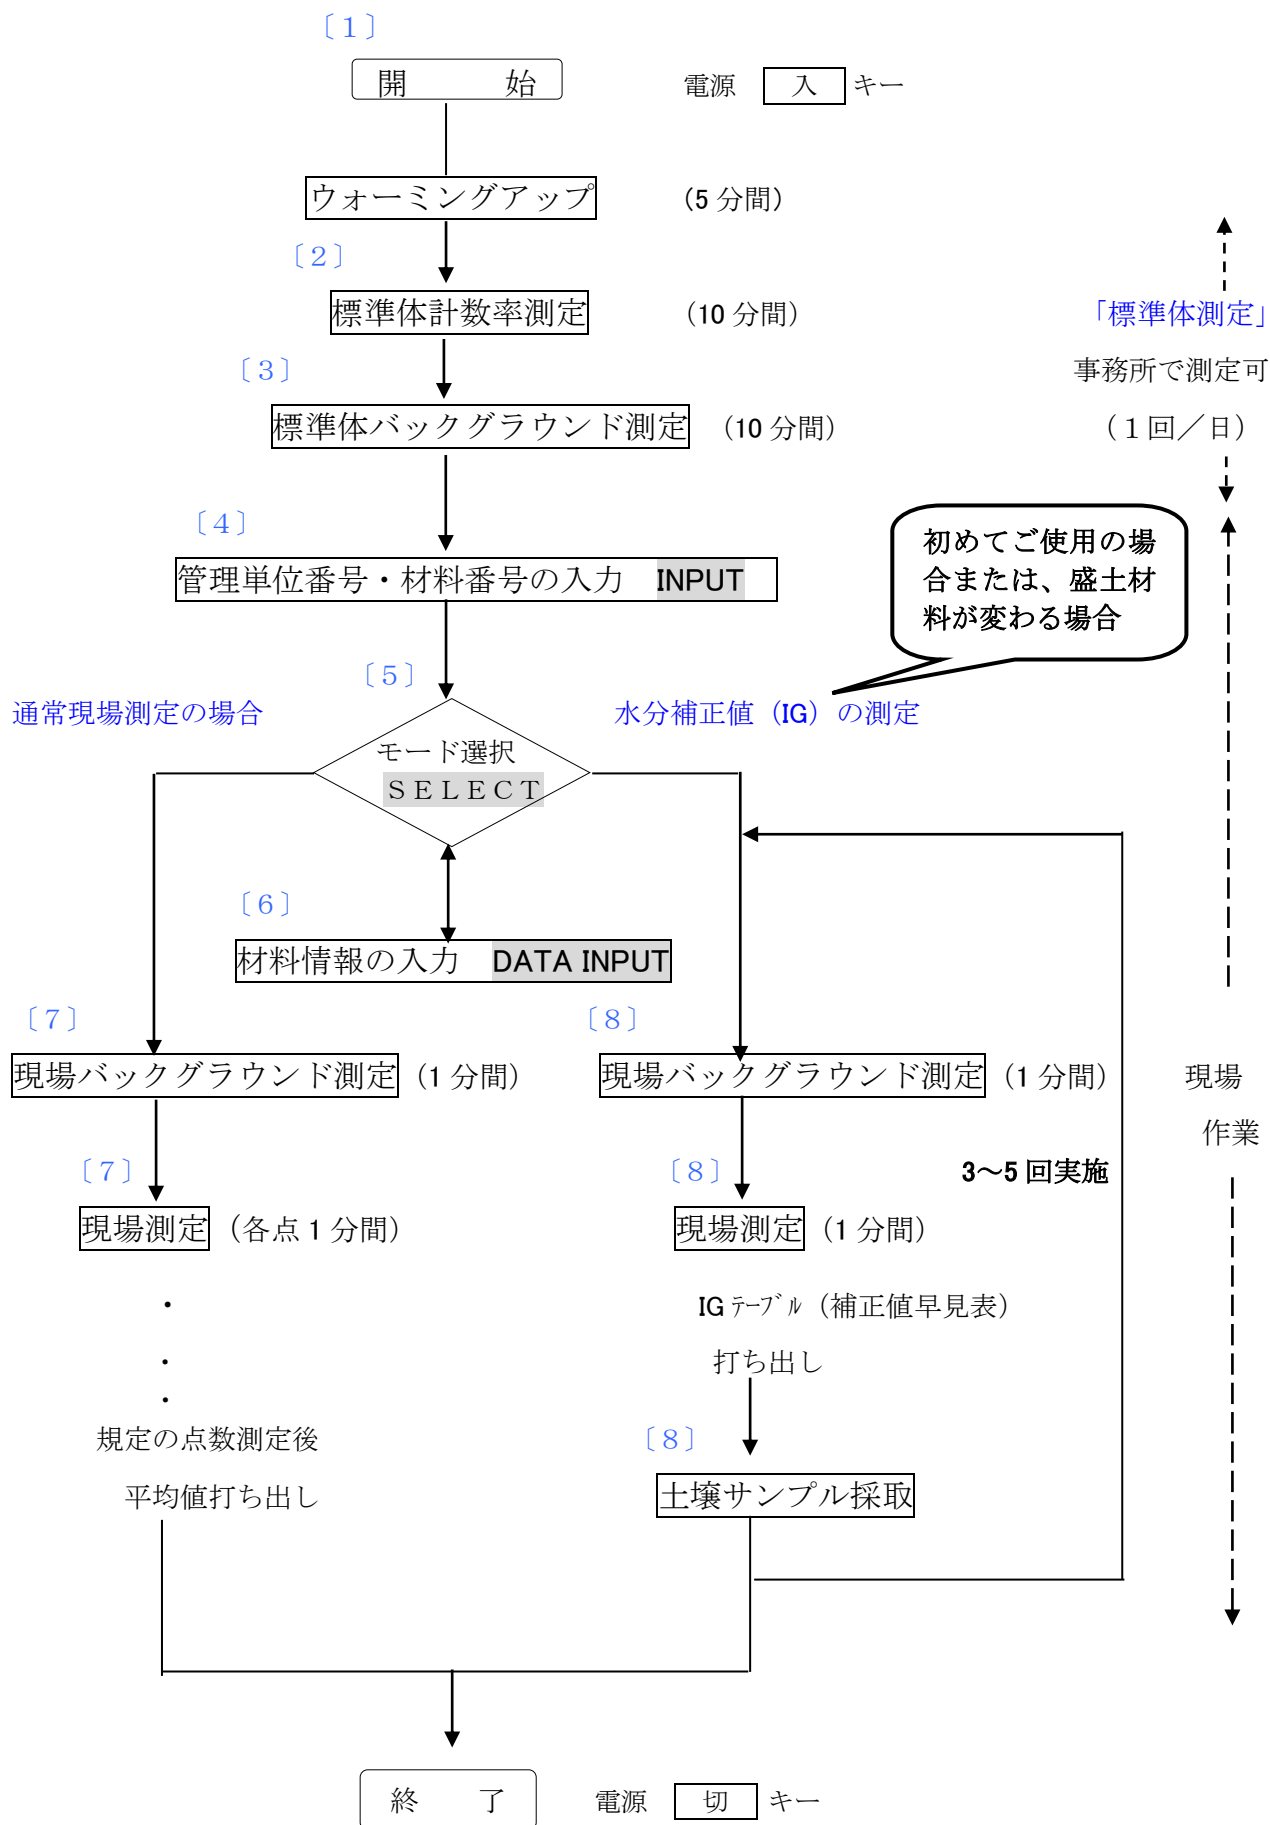 〔１〕
開　始　電源　入　キー
ウォーミングアップ　（5 分間）
〔２〕
標準体計数率測定　（10 分間）　「標準体測定」
〔３〕　事務所で測定可
標準体バックグラウンド測定　（10 分間）　（１回／日）
〔４〕
初めてご使用の場
合または、盛土材
料が変わる場合
管理単位番号・材料番号の入力　INPUT
〔５〕
通常現場測定の場合　水分補正値（IG）の測定
モード選択
ＳＥＬＥＣＴ
〔６〕
材料情報の入力　DATA INPUT
〔７〕　〔８〕
現場バックグラウンド測定　（1 分間）　現場バックグラウンド測定　（1 分間）　現場
作業
〔７〕　〔８〕　3～5 回実施
現場測定　（各点 1 分間）　現場測定　（1 分間）
・　IG ﾃｰﾌﾞﾙ（補正値早見表）
・　打ち出し
・
規定の点数測定後　〔８〕
平均値打ち出し　土壌サンプル採取
終　了　電源　切　キー